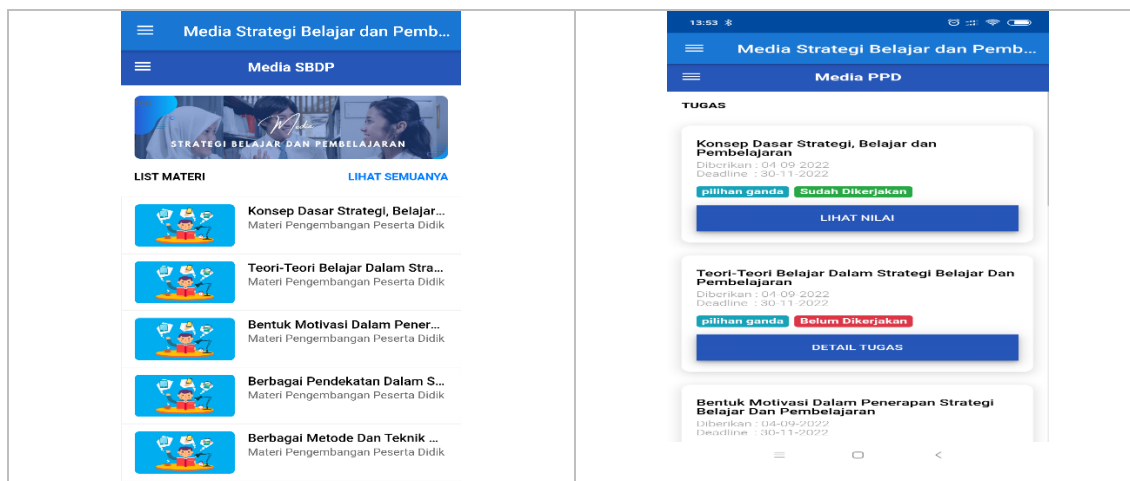 Media Strategi Belajar dan Pemb...
Media SBDP
Media
STRATEGI BELAJAR DAN PEMBELAJARAN
LIST MATERI LIHAT SEMUANYA
Konsep Dasar Strategi, Belajar...
Materi Pengembangan Peserta Didik
Teori-Teori Belajar Dalam Stra...
Materi Pengembangan Peserta Didik
Bentuk Motivasi Dalam Pener...
Materi Pengembangan Peserta Didik
Berbagai Pendekatan Dalam S...
Materi Pengembangan Peserta Didik
Berbagai Metode Dan Teknik ...
Materi Pengembangan Peserta Didik
13:53
Media Strategi Belajar dan Pemb...
Media PPD
TUGAS
Konsep Dasar Strategi, Belajar dan
Pembelajaran
Diberikan : 04-09-2022
Deadline : 30-11-2022
pilihan ganda Sudah Dikerjakan
LIHAT NILAI
Teori-Teori Belajar Dalam Strategi Belajar Dan
Pembelajaran
Diberikan : 04-09-2022
Deadline : 30-11-2022
pilihan ganda Belum Dikerjakan
DETAIL TUGAS
Bentuk Motivasi Dalam Penerapan Strategi
Belajar Dan Pembelajaran
Diberikan : 04-09-2022
Deadline : 30-11-2022